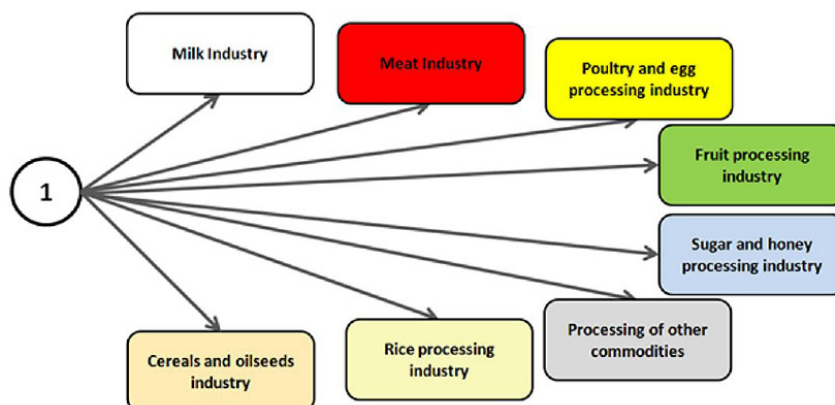 Milk Industry
Meat Industry
Poultry and egg
processing industry
Fruit processing
industry
1
Sugar and honey
processing industry
Processing of other
commodities
Rice processing
industry
Cereals and oilseeds
industry